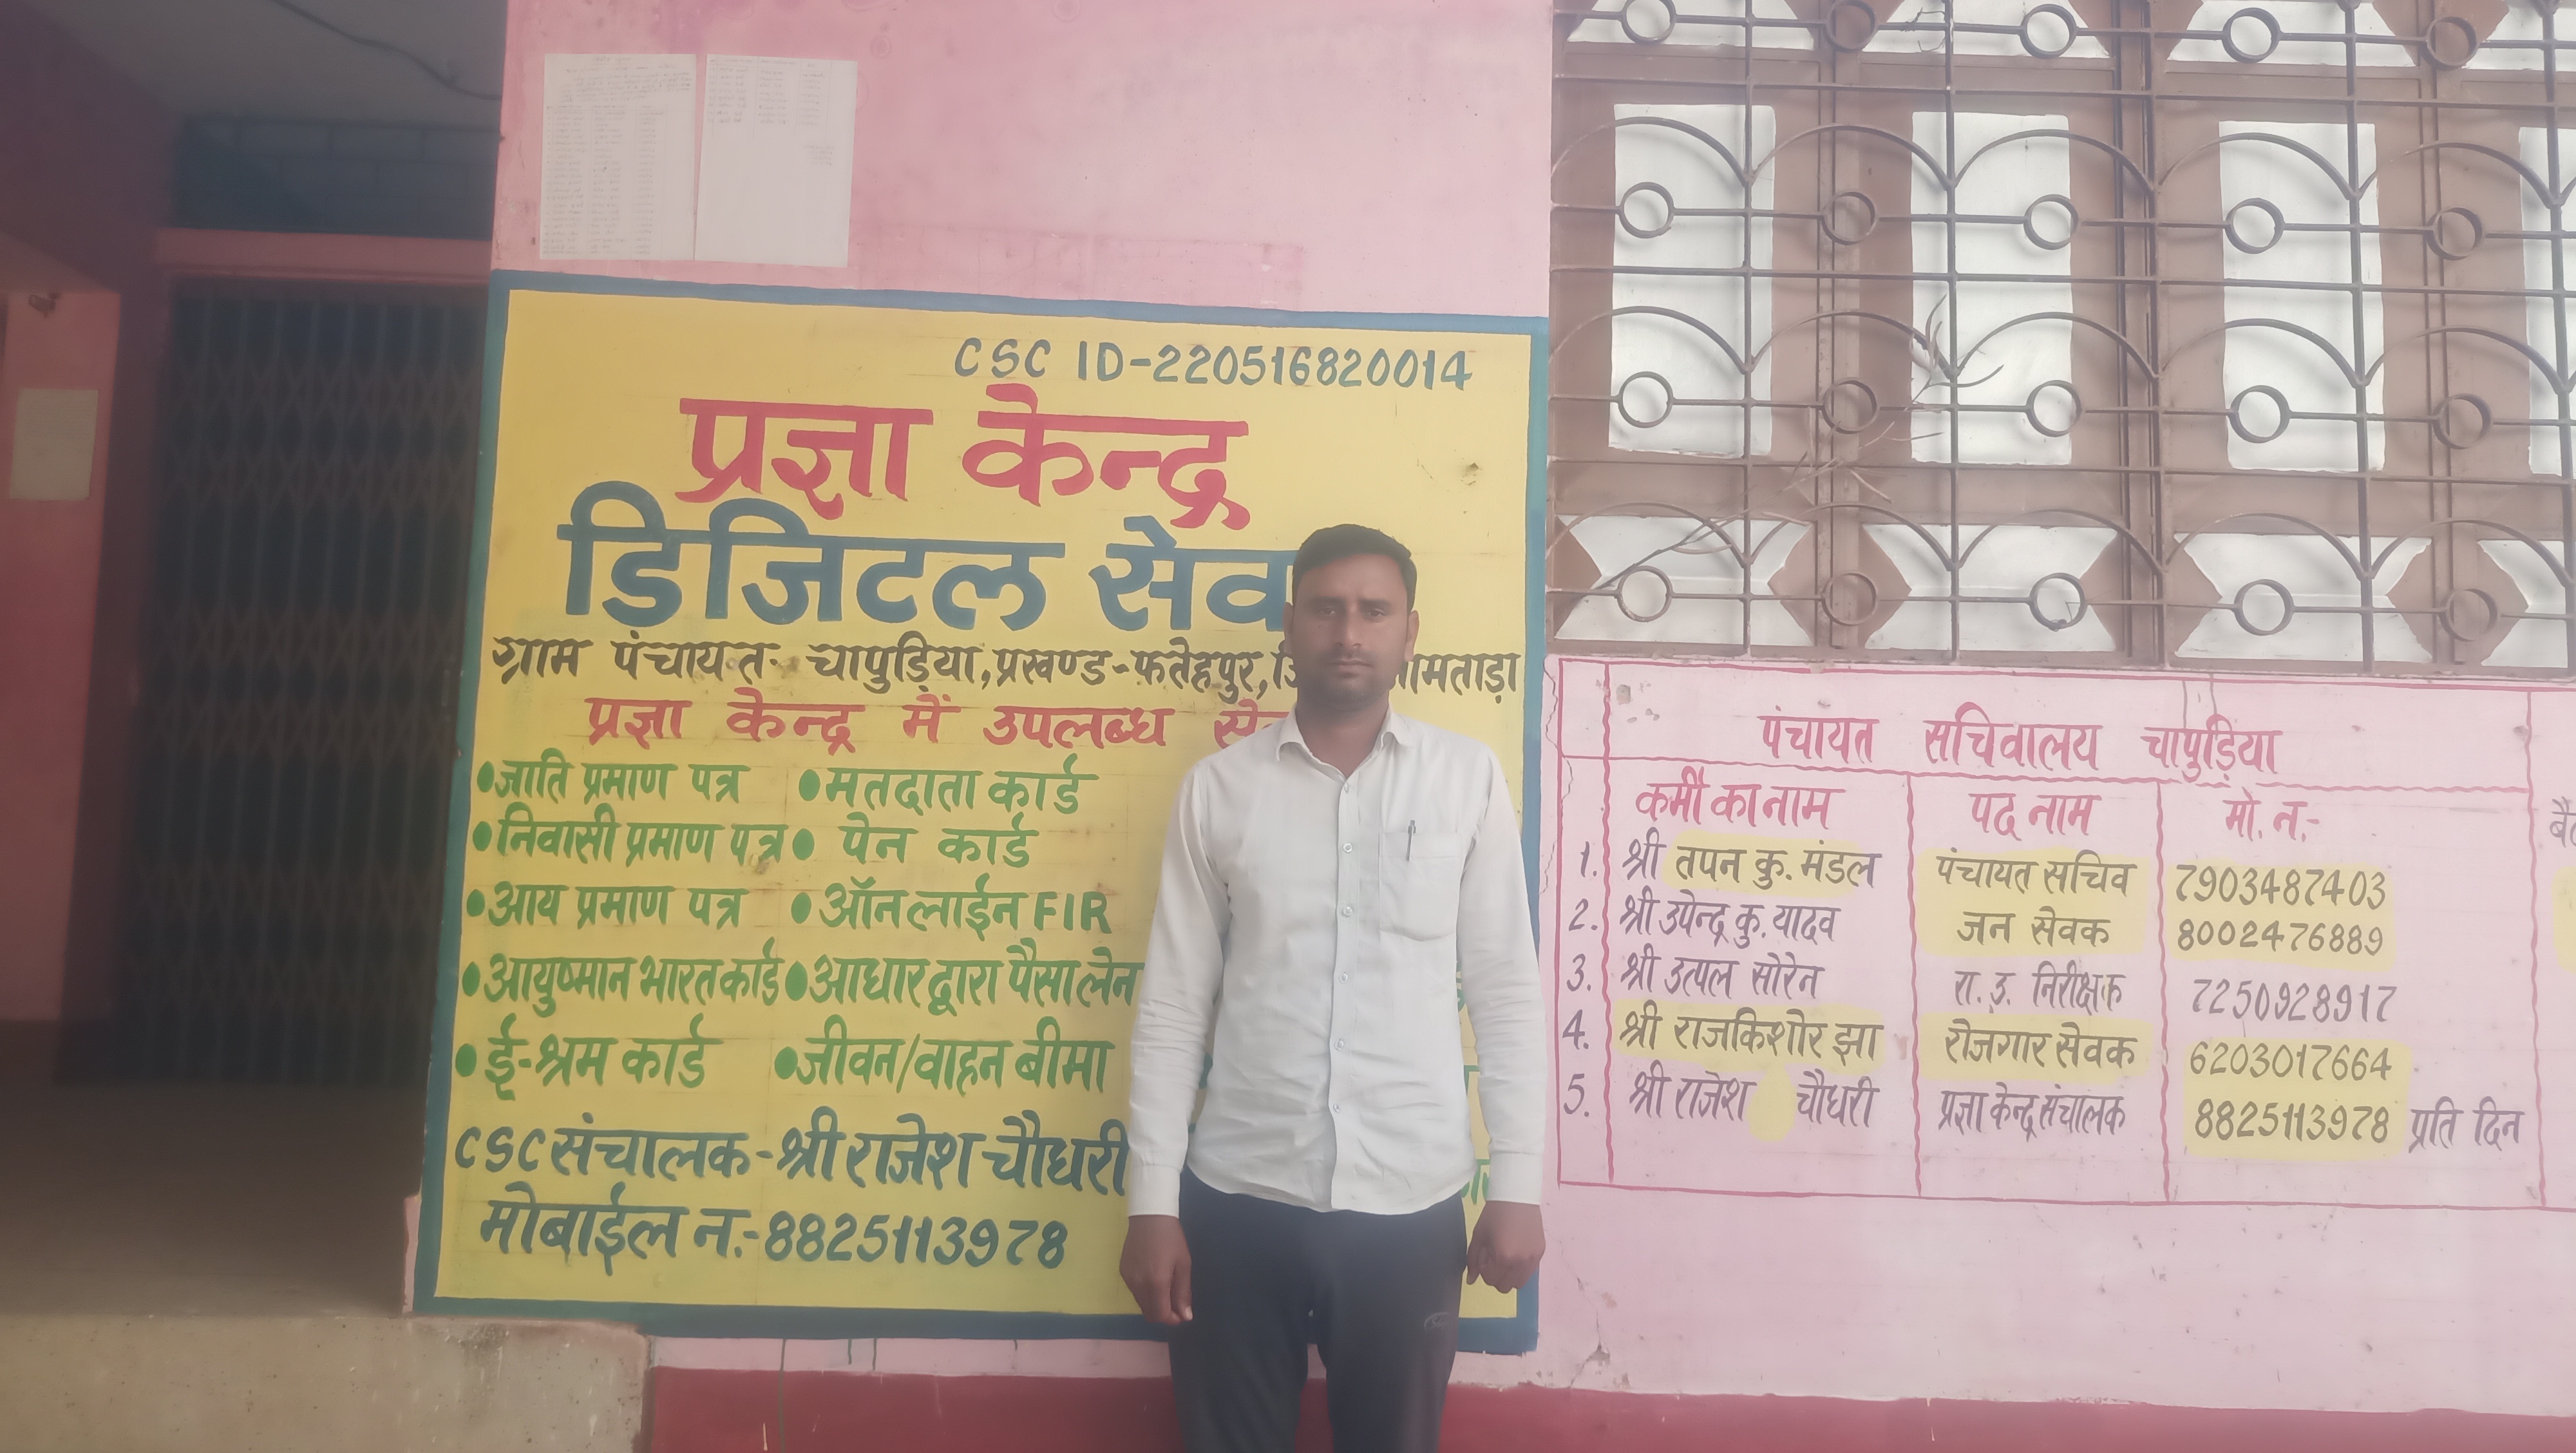 CSC ID-220516820014
प्रज्ञा केन्द्र
डिजिटल सेव
ग्राम पंचायत चापुड़िया, प्रखण्ड-फतेहपुर, जि ामताड़ा
प्रज्ञा केन्द्र में उपलब्ध से
•जाति प्रमाण पत्र •मतदाता कार्ड
•निवासी प्रमाण पत्र • पेन कार्ड
•आय प्रमाण पत्र •ऑनलाईन FIR
•आयुष्मान भारत कार्ड •आधार द्वारा पैसा लेन
•ई-श्रम कार्ड •जीवन/वाहन बीमा
CSC संचालक-श्री राजेश चौधरी
मोबाईल न.-8825113978
पंचायत सचिवालय चापुड़िया
कर्मी का नाम पद नाम मो. न.-
1. श्री तपन कु. मंडल पंचायत सचिव 7903487403
2. श्री उपेन्द्र कु. यादव जन सेवक 8002476889
3. श्री उत्पल सोरेन रा. उ. निरीक्षक 7250928917
4. श्री राजकिशोर झा रोजगार सेवक 6203017664
5. श्री राजेश चौधरी प्रज्ञा केन्द्र संचालक 8825113978 प्रति दिन